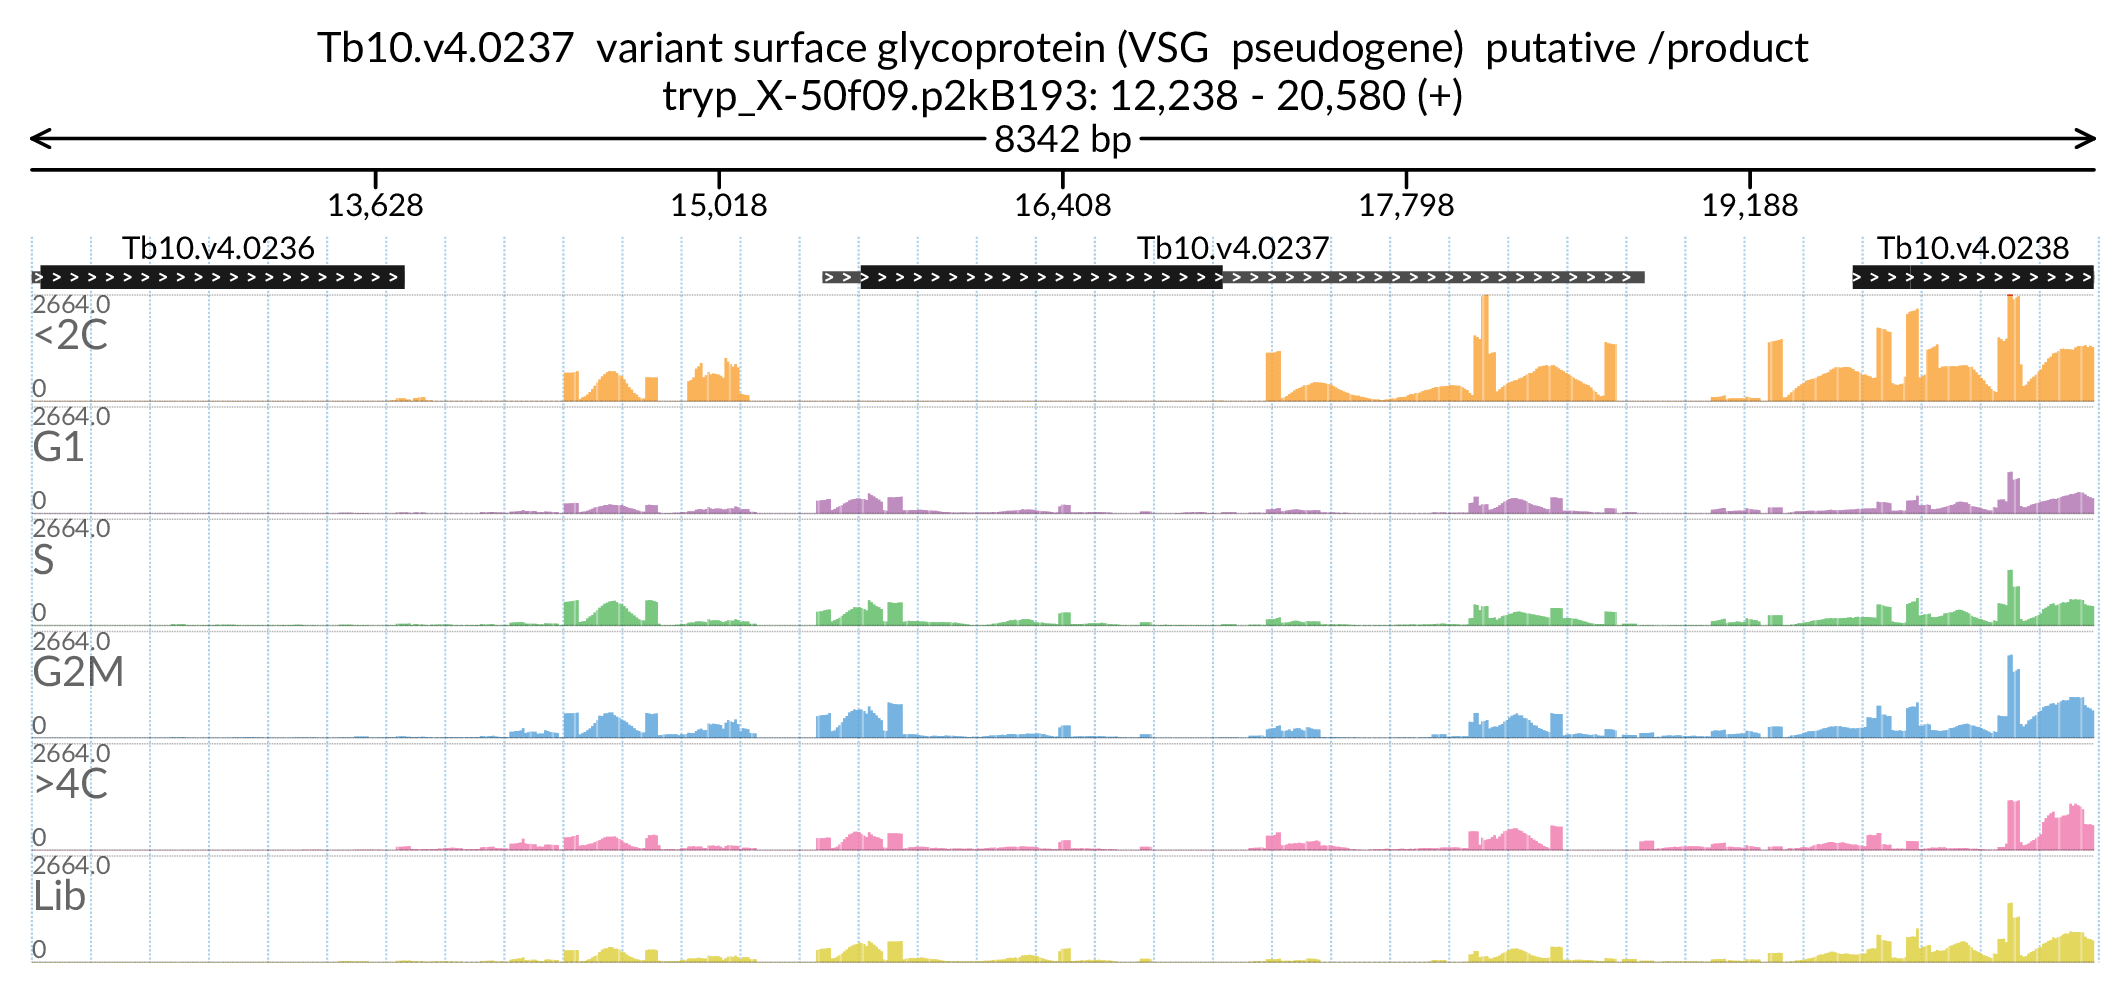 Tb10.v4.0237  variant surface glycoprotein (VSG  pseudogene)  putative /product
tryp_X-50f09.p2kB193: 12,238 - 20,580 (+)
8342 bp
13,628 15,018 16,408 17,798 19,188
Tb10.v4.0236 Tb10.v4.0237 Tb10.v4.0238
2664.0
<2C
0
2664.0
G1
0
2664.0
S
0
2664.0
G2M
0
2664.0
>4C
0
2664.0
Lib
0